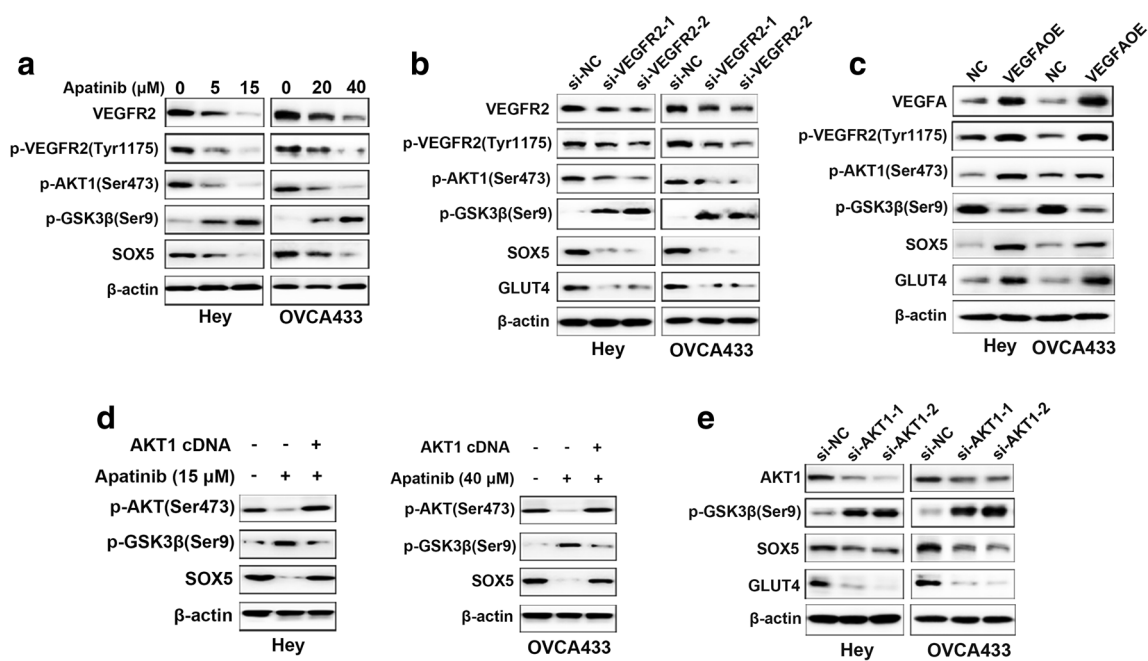 a
Apatinib (μM) 0 5 15 0 20 40
VEGFR2
p-VEGFR2(Tyr1175)
p-AKT1(Ser473)
p-GSK3β(Ser9)
SOX5
β-actin
Hey OVCA433
b
si-NC si-VEGFR2-1 si-VEGFR2-2 si-NC si-VEGFR2-1 si-VEGFR2-2
VEGFR2
p-VEGFR2(Tyr1175)
p-AKT1(Ser473)
p-GSK3β(Ser9)
SOX5
GLUT4
β-actin
Hey OVCA433
c
NC VEGFAOE NC VEGFAOE
VEGFA
p-VEGFR2(Tyr1175)
p-AKT1(Ser473)
p-GSK3β(Ser9)
SOX5
GLUT4
β-actin
Hey OVCA433
d
AKT1 cDNA - - +
Apatinib (15 μM) - + +
p-AKT(Ser473)
p-GSK3β(Ser9)
SOX5
β-actin
Hey
AKT1 cDNA - - +
Apatinib (40 μM) - + +
p-AKT(Ser473)
p-GSK3β(Ser9)
SOX5
β-actin
OVCA433
e
si-NC si-AKT1-1 si-AKT1-2 si-NC si-AKT1-1 si-AKT1-2
AKT1
p-GSK3β(Ser9)
SOX5
GLUT4
β-actin
Hey OVCA433